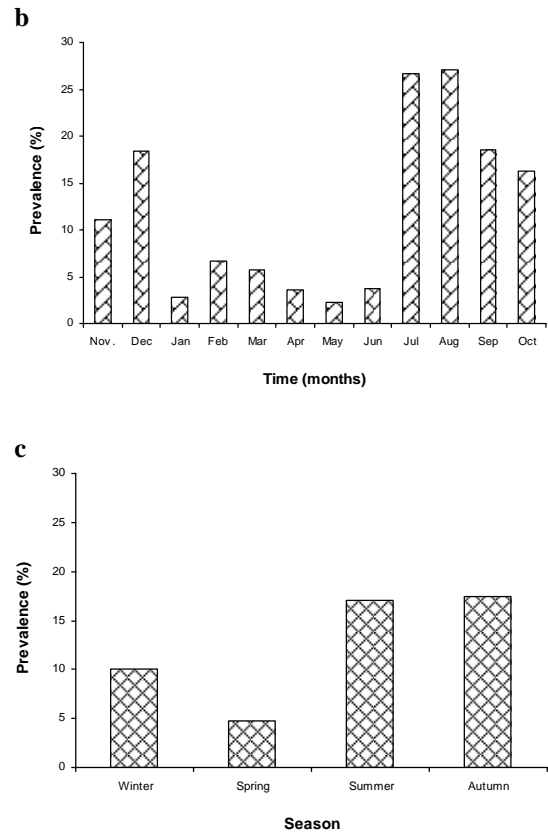 b
Prevalence (%)
30
25
20
15
10
5
0
Nov. Dec Jan Feb Mar Apr May Jun Jul Aug Sep Oct
Time (months)
c
Prevalence (%)
30
25
20
15
10
5
0
Winter Spring Summer Autumn
Season